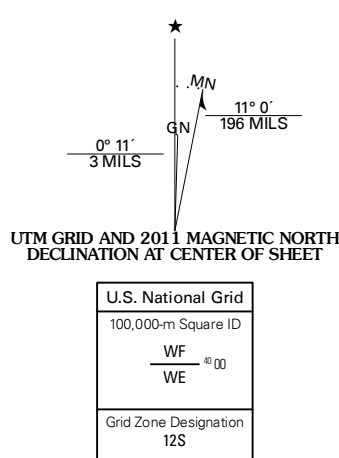 ★
MN
11° 0´
196 MILS
GN
0° 11´
3 MILS
UTM GRID AND 2011 MAGNETIC NORTH
DECLINATION AT CENTER OF SHEET
U.S. National Grid
100,000-m Square ID
WF
40 00
WE
Grid Zone Designation
12S